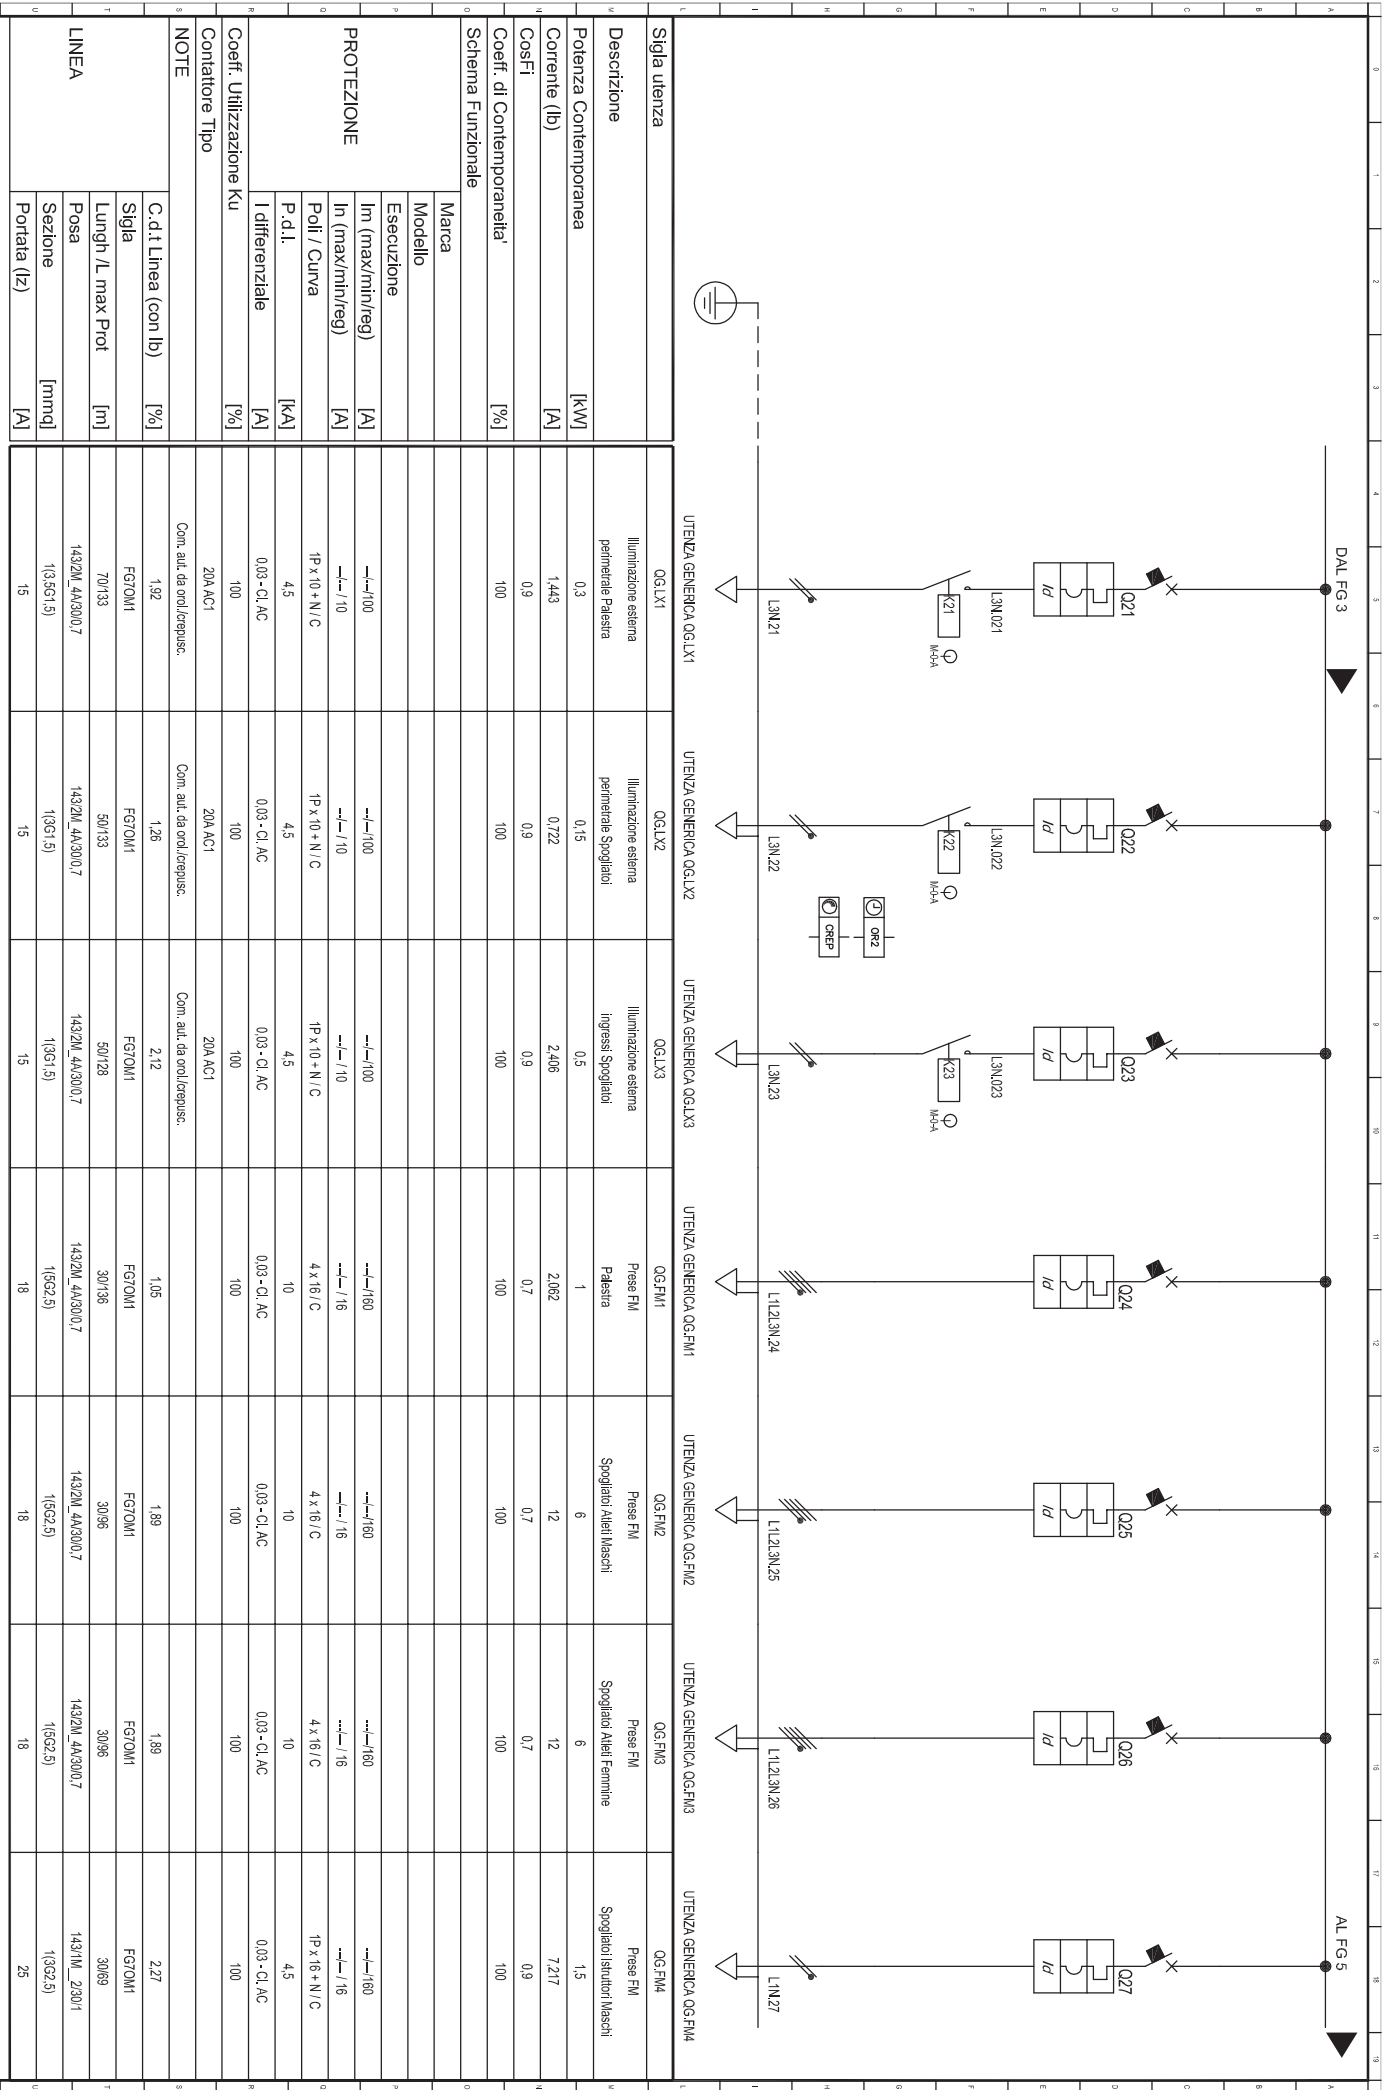 DAL FG 3
AL FG 5
Q21
Q22
Q23
Q24
Q25
Q26
Q27
Id
Id
Id
Id
Id
Id
Id
L3N.021
L3N.022
L3N.023
K21
K22
K23
M-0-A
M-0-A
M-0-A
OR2
CREP
L3N.21
L3N.22
L3N.23
L1L2L3N.24
L1L2L3N.25
L1L2L3N.26
L1N.27
UTENZA GENERICA QG.LX1
UTENZA GENERICA QG.LX2
UTENZA GENERICA QG.LX3
UTENZA GENERICA QG.FM1
UTENZA GENERICA QG.FM2
UTENZA GENERICA QG.FM3
UTENZA GENERICA QG.FM4
Sigla utenza QG.LX1 QG.LX2 QG.LX3 QG.FM1 QG.FM2 QG.FM3 QG.FM4
Descrizione
Illuminazione esterna
perimetrale Palestra
Illuminazione esterna
perimetrale Spogliatoi
Illuminazione esterna
ingressi Spogliatoi
Prese FM
Palestra
Prese FM
Spogliatoi Atleti Maschi
Prese FM
Spogliatoi Atleti Femmine
Prese FM
Spogliatoi Istruttori Maschi
Potenza Contemporanea [kW] 0,3 0,15 0,5 1 6 6 1,5
Corrente (Ib) [A] 1,443 0,722 2,406 2,062 12 12 7,217
CosFi 0,9 0,9 0,9 0,7 0,7 0,7 0,9
Coeff. di Contemporaneita' [%] 100 100 100 100 100 100 100
Schema Funzionale
PROTEZIONE
Marca
Modello
Esecuzione
Im (max/min/reg) [A] ---/---/100 ---/---/100 ---/---/100 ---/---/160 ---/---/160 ---/---/160 ---/---/160
In (max/min/reg) [A] ---/--- / 10 ---/--- / 10 ---/--- / 10 ---/--- / 16 ---/--- / 16 ---/--- / 16 ---/--- / 16
Poli / Curva 1P x 10 + N / C 1P x 10 + N / C 1P x 10 + N / C 4 x 16 / C 4 x 16 / C 4 x 16 / C 1P x 16 + N / C
P.d.I. [kA] 4,5 4,5 4,5 10 10 10 4,5
I differenziale [A] 0,03 - Cl. AC 0,03 - Cl. AC 0,03 - Cl. AC 0,03 - Cl. AC 0,03 - Cl. AC 0,03 - Cl. AC 0,03 - Cl. AC
Coeff. Utilizzazione Ku [%] 100 100 100 100 100 100 100
Contattore Tipo 20A AC1 20A AC1 20A AC1
NOTE Com. aut. da orol./crepusc. Com. aut. da orol./crepusc. Com. aut. da orol./crepusc.
LINEA
C.d.t Linea (con Ib) [%] 1,92 1,26 2,12 1,05 1,89 1,89 2,27
Sigla FG7OM1 FG7OM1 FG7OM1 FG7OM1 FG7OM1 FG7OM1 FG7OM1
Lungh /L max Prot [m] 70/133 50/133 50/128 30/136 30/96 30/96 30/69
Posa 143/2M_4A/30/0,7 143/2M_4A/30/0,7 143/2M_4A/30/0,7 143/2M_4A/30/0,7 143/2M_4A/30/0,7 143/2M_4A/30/0,7 143/1M_2/30/1
Sezione [mmq] 1(3,5G1,5) 1(3G1,5) 1(3G1,5) 1(5G2,5) 1(5G2,5) 1(5G2,5) 1(3G2,5)
Portata (Iz) [A] 15 15 15 18 18 18 25